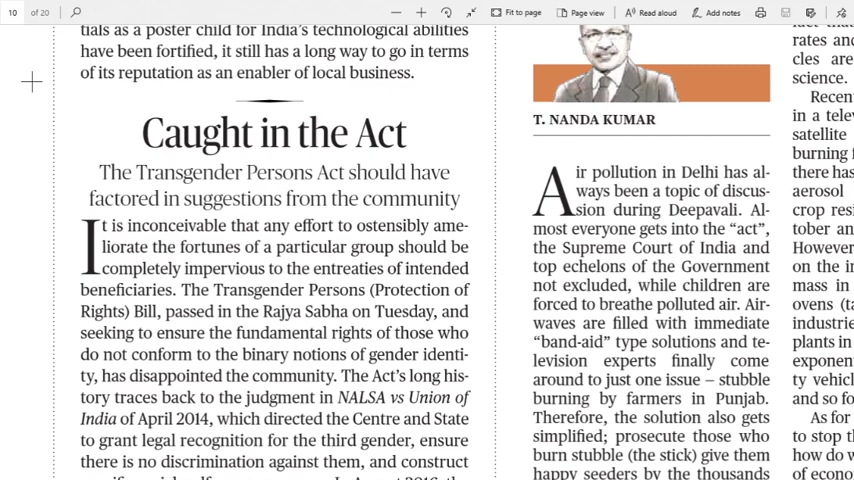 10 of 20
Fit to page
Page view
Read aloud
Add notes
tials as a poster child for India's technological abilities
have been fortified, it still has a long way to go in terms
of its reputation as an enabler of local business.
Caught in the Act
The Transgender Persons Act should have
factored in suggestions from the community
It is inconceivable that any effort to ostensibly ame-
liorate the fortunes of a particular group should be
completely impervious to the entreaties of intended
beneficiaries. The Transgender Persons (Protection of
Rights) Bill, passed in the Rajya Sabha on Tuesday, and
seeking to ensure the fundamental rights of those who
do not conform to the binary notions of gender identi-
ty, has disappointed the community. The Act's long his-
tory traces back to the judgment in NALSA vs Union of
India of April 2014, which directed the Centre and State
to grant legal recognition for the third gender, ensure
there is no discrimination against them, and construct
T. NANDA KUMAR
Air pollution in Delhi has al-
ways been a topic of discus-
sion during Deepavali. Al-
most everyone gets into the “act”,
the Supreme Court of India and
top echelons of the Government
not excluded, while children are
forced to breathe polluted air. Air-
waves are filled with immediate
“band-aid” type solutions and te-
levision experts finally come
around to just one issue – stubble
burning by farmers in Punjab.
Therefore, the solution also gets
simplified; prosecute those who
burn stubble (the stick) give them
happy seeders by the thousands
rates and
cles are
science.
Recen
in a telev
satellite
burning f
there has
aerosol
crop resi
tober an
However
on the in
mass in
ovens (ta
industrie
plants in
exponen
ty vehicl
and so fo
As for
to stop t
how do w
of econo